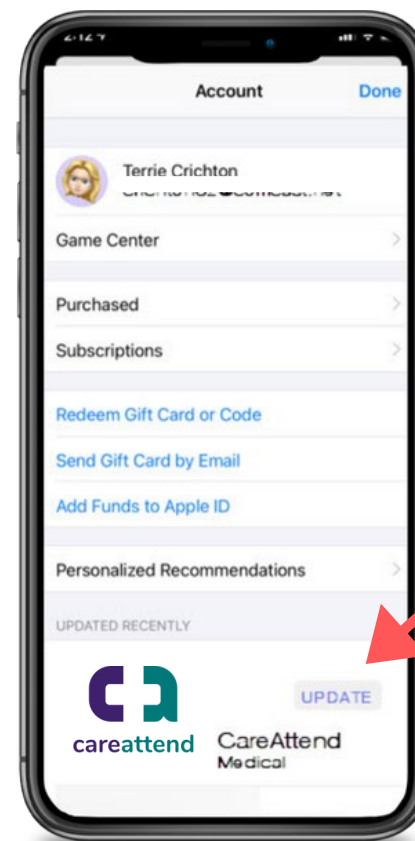 Account
Done
Terrie Crichton
Game Center
Purchased
Subscriptions
Redeem Gift Card or Code
Send Gift Card by Email
Add Funds to Apple ID
Personalized Recommendations
UPDATED RECENTLY
UPDATE
careattend
CareAttend
Medical